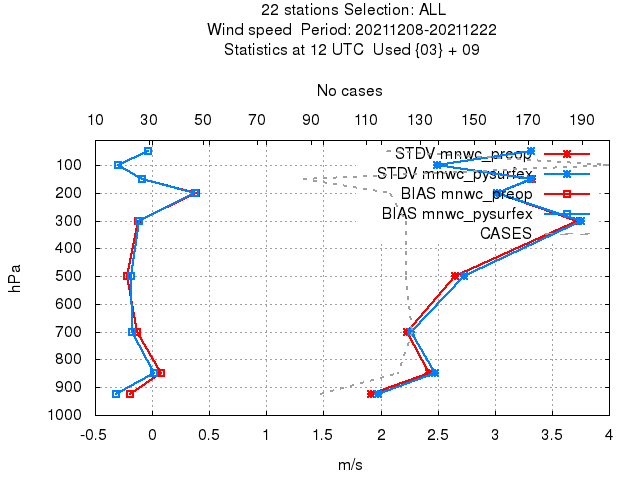 22 stations Selection: ALL
Wind speed  Period: 20211208-20211222
Statistics at 12 UTC  Used {03} + 09
No cases
10 30 50 70 90 110 130 150 170 190
STDV mnwc_preop
STDV mnwc_pysurfex
BIAS mnwc_preop
BIAS mnwc_pysurfex
CASES
hPa
100
200
300
400
500
600
700
800
900
1000
-0.5 0 0.5 1 1.5 2 2.5 3 3.5 4
m/s